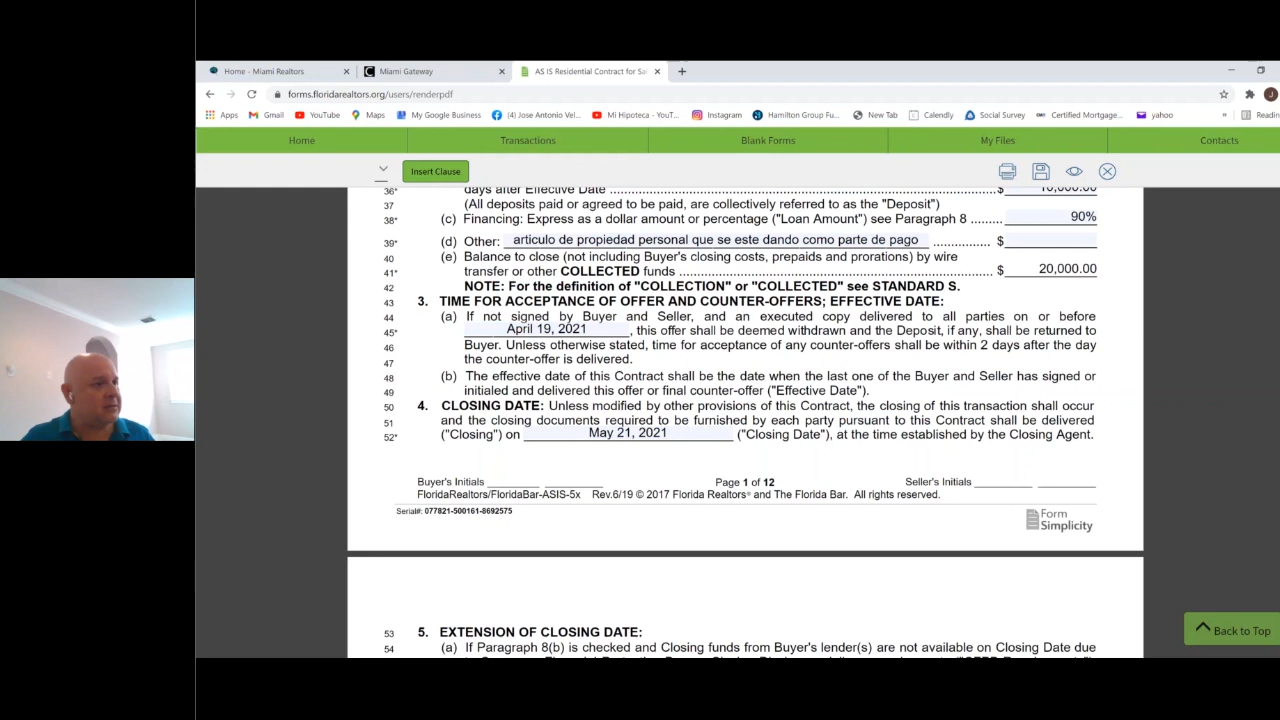 Home - Miami Realtors
Miami Gateway
AS IS Residential Contract for Sa
forms.floridarealtors.org/users/renderpdf
Apps Gmail YouTube Maps My Google Business (4) Jose Antonio Vel... Mi Hipoteca - YouT... Instagram Hamilton Group Fu... New Tab Calendly Social Survey Certified Mortgage... yahoo » Readin
Home Transactions Blank Forms My Files Contacts
Insert Clause
36* days after Effective Date ... $ 10,000.00
37 (All deposits paid or agreed to be paid, are collectively referred to as the "Deposit")
38* (c) Financing: Express as a dollar amount or percentage ("Loan Amount") see Paragraph 8 ......... 90%
39* (d) Other: articulo de propiedad personal que se este dando como parte de pago ................ $
40 (e) Balance to close (not including Buyer's closing costs, prepaids and prorations) by wire
41* transfer or other COLLECTED funds ... $ 20,000.00
42 NOTE: For the definition of "COLLECTION" or "COLLECTED" see STANDARD S.
43 3. TIME FOR ACCEPTANCE OF OFFER AND COUNTER-OFFERS; EFFECTIVE DATE:
44 (a) If not signed by Buyer and Seller, and an executed copy delivered to all parties on or before
45* April 19, 2021 , this offer shall be deemed withdrawn and the Deposit, if any, shall be returned to
46 Buyer. Unless otherwise stated, time for acceptance of any counter-offers shall be within 2 days after the day
47 the counter-offer is delivered.
48 (b) The effective date of this Contract shall be the date when the last one of the Buyer and Seller has signed or
49 initialed and delivered this offer or final counter-offer ("Effective Date").
50 4. CLOSING DATE: Unless modified by other provisions of this Contract, the closing of this transaction shall occur
51 and the closing documents required to be furnished by each party pursuant to this Contract shall be delivered
52* ("Closing") on May 21, 2021 ("Closing Date"), at the time established by the Closing Agent.
Buyer's Initials Page 1 of 12 Seller's Initials
FloridaRealtors/FloridaBar-ASIS-5x Rev.6/19 © 2017 Florida Realtors® and The Florida Bar. All rights reserved.
Serial#: 077821-500161-8692575
Form
Simplicity
53 5. EXTENSION OF CLOSING DATE:
54 (a) If Paragraph 8(b) is checked and Closing funds from Buyer's lender(s) are not available on Closing Date due
Back to Top